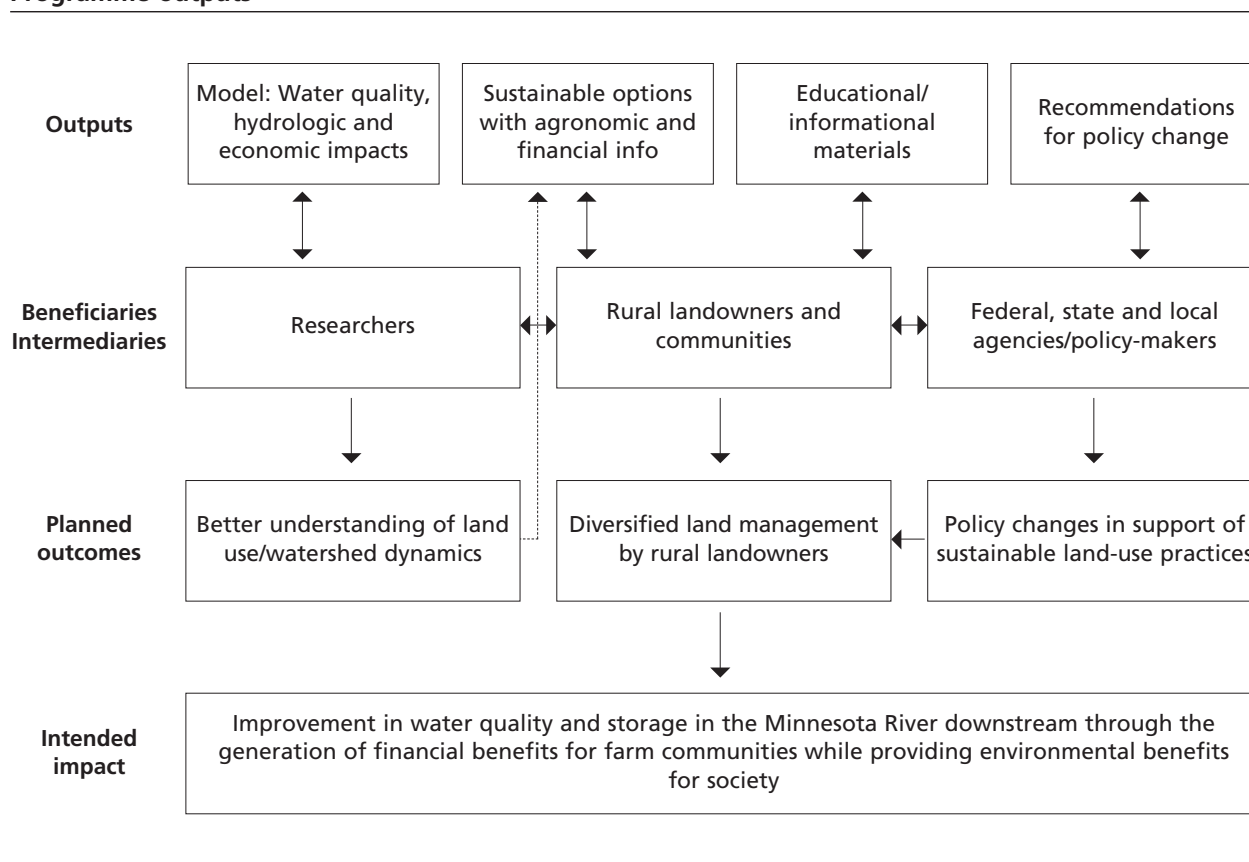 Programme outputs
Outputs
Model: Water quality,
hydrologic and
economic impacts
Sustainable options
with agronomic and
financial info
Educational/
informational
materials
Recommendations
for policy change
Beneficiaries
Intermediaries
Researchers
Rural landowners and
communities
Federal, state and local
agencies/policy-makers
Planned
outcomes
Better understanding of land
use/watershed dynamics
Diversified land management
by rural landowners
Policy changes in support of
sustainable land-use practices
Intended
impact
Improvement in water quality and storage in the Minnesota River downstream through the
generation of financial benefits for farm communities while providing environmental benefits
for society